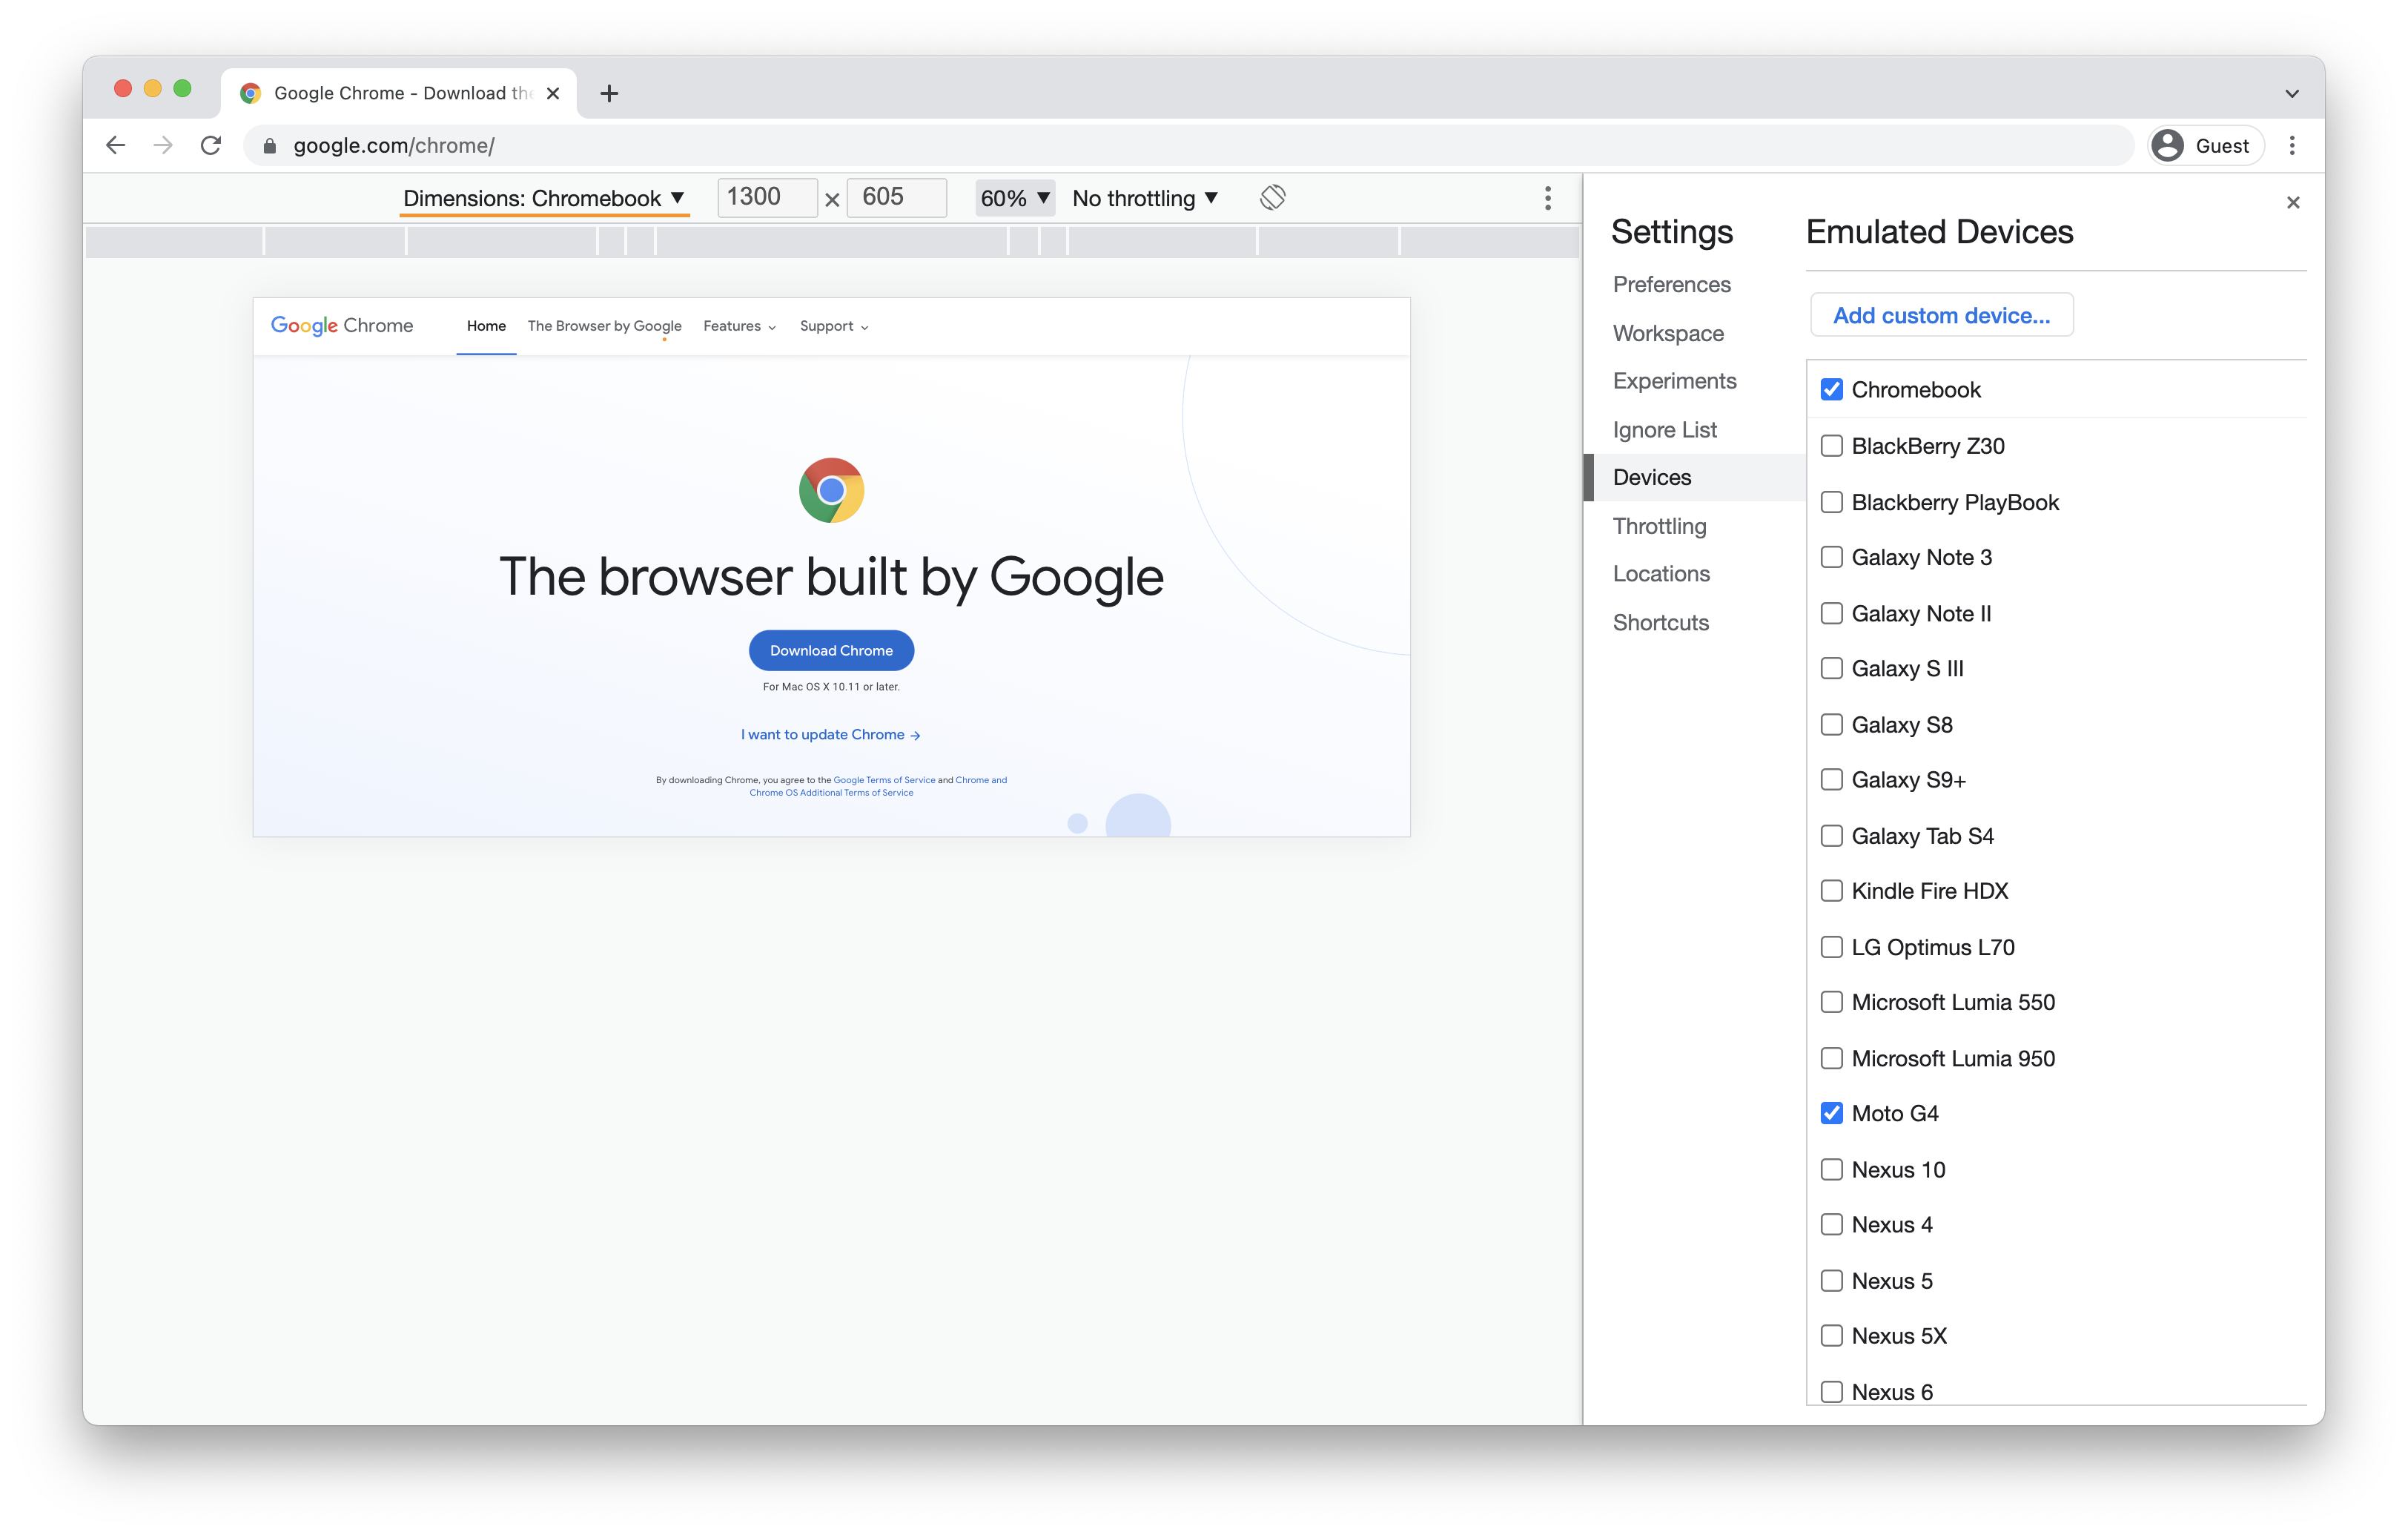 Google Chrome - Download the
google.com/chrome/
Guest
Dimensions: Chromebook ▼ 1300 × 605 60% ▼ No throttling ▼
Google Chrome Home The Browser by Google Features Support
The browser built by Google
Download Chrome
For Mac OS X 10.11 or later.
I want to update Chrome →
By downloading Chrome, you agree to the Google Terms of Service and Chrome and
Chrome OS Additional Terms of Service
Settings
Preferences
Workspace
Experiments
Ignore List
Devices
Throttling
Locations
Shortcuts
Emulated Devices
Add custom device...
Chromebook
BlackBerry Z30
Blackberry PlayBook
Galaxy Note 3
Galaxy Note II
Galaxy S III
Galaxy S8
Galaxy S9+
Galaxy Tab S4
Kindle Fire HDX
LG Optimus L70
Microsoft Lumia 550
Microsoft Lumia 950
Moto G4
Nexus 10
Nexus 4
Nexus 5
Nexus 5X
Nexus 6